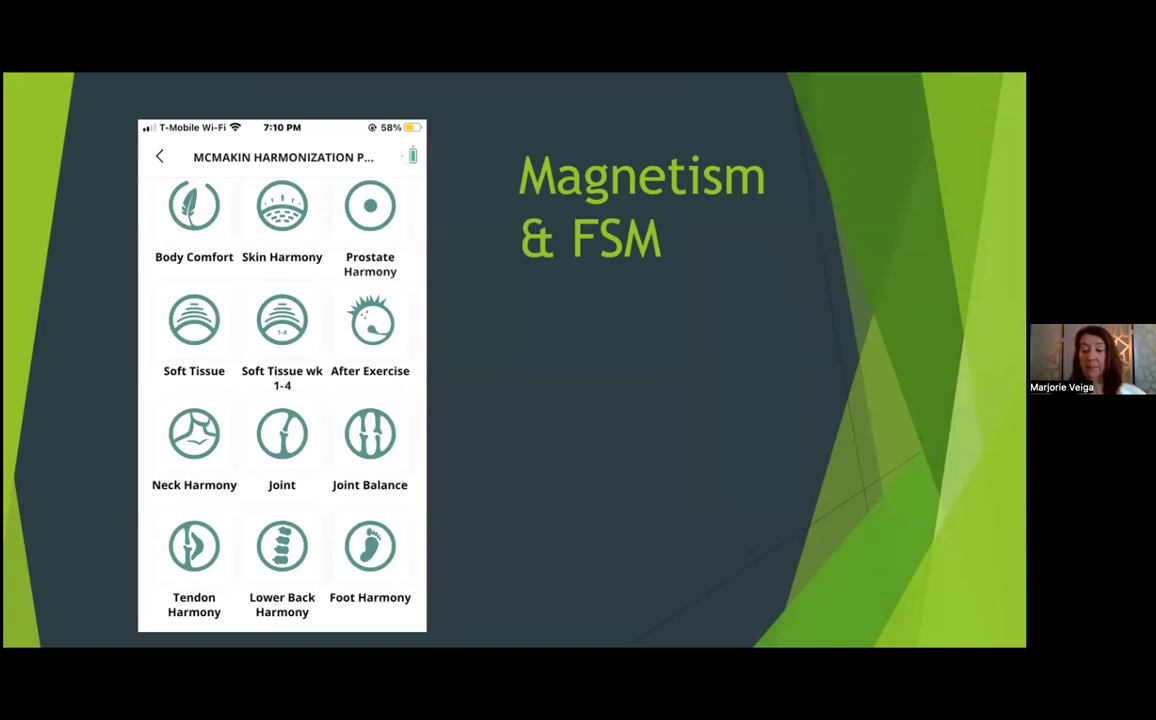 T-Mobile Wi-Fi 7:10 PM 58%
MCMAKIN HARMONIZATION P...
Body Comfort Skin Harmony Prostate
Harmony
1-4
Soft Tissue Soft Tissue wk After Exercise
1-4
Neck Harmony Joint Joint Balance
Tendon Lower Back Foot Harmony
Harmony Harmony
Magnetism
& FSM
Marjorie Veiga